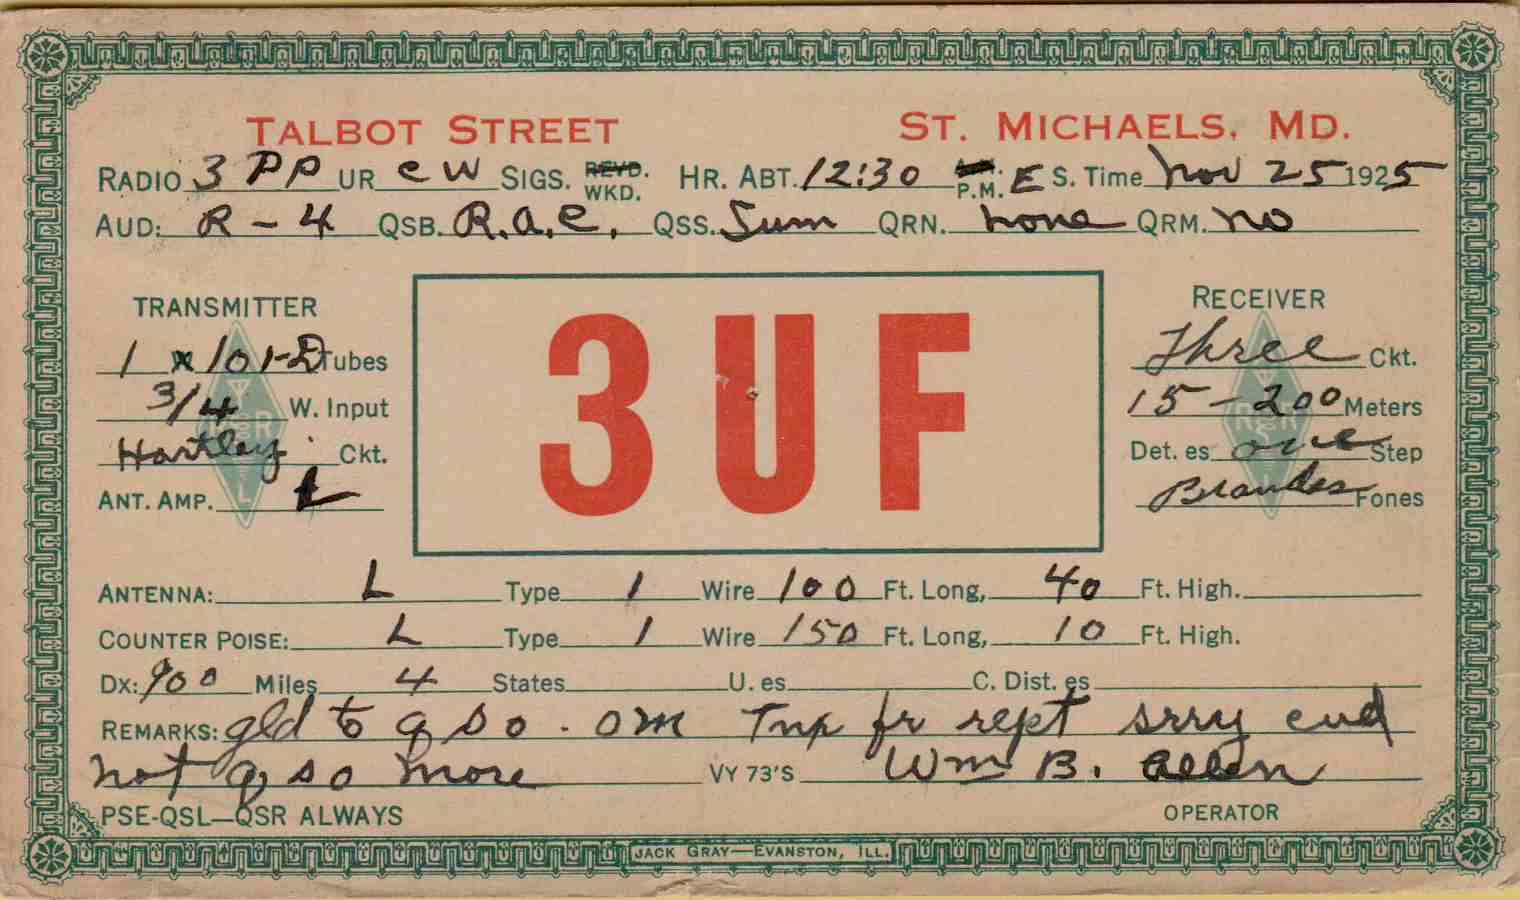 TALBOT STREET ST. MICHAELS, MD.
RADIO 3 PP UR CW SIGS. REVD. WKD. HR. ABT. 12:30 P.M. E S. Time Nov 25 1925
AUD: R-4 QSB. R.A.C. QSS. Sum QRN. none QRM. no
TRANSMITTER
1 x 101-D Tubes
3/4 W. Input
Hartley Ckt.
ANT. AMP. L
3UF
RECEIVER
Three Ckt.
15-200 Meters
Det. es one Step
Brandes Fones
ANTENNA: L Type 1 Wire 100 Ft. Long, 40 Ft. High.
COUNTER POISE: L Type 1 Wire 150 Ft. Long, 10 Ft. High.
DX: 900 Miles 4 States U. es C. Dist. es
REMARKS: gld to qso. OM Tnx fr rept srry cud
not qso more VY 73'S Wm B. Allen
PSE-QSL—QSR ALWAYS OPERATOR
JACK GRAY—EVANSTON, ILL.